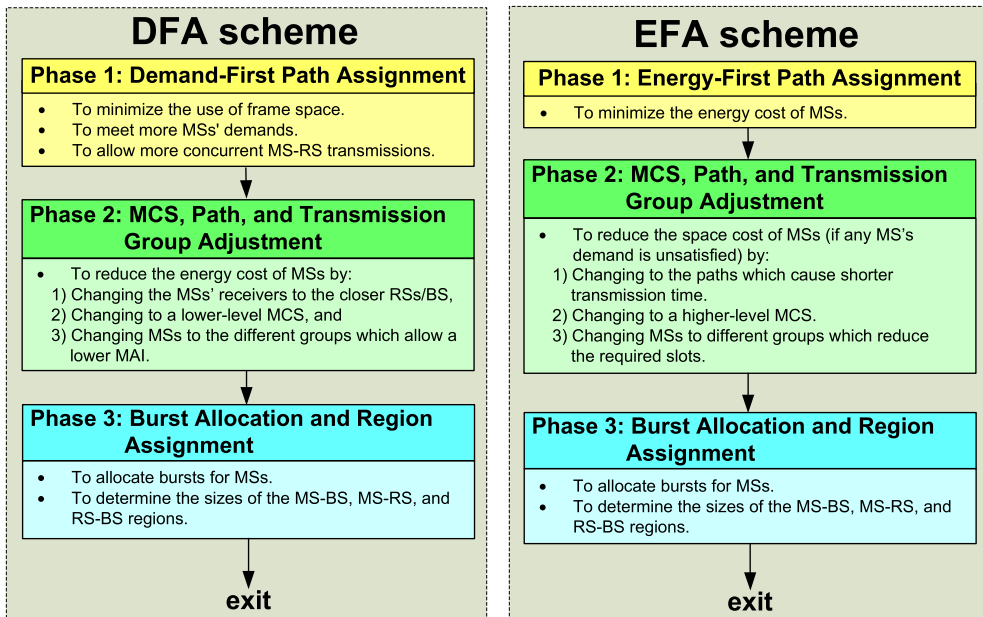 DFA scheme
Phase 1: Demand-First Path Assignment
• To minimize the use of frame space.
• To meet more MSs' demands.
• To allow more concurrent MS-RS transmissions.
Phase 2: MCS, Path, and Transmission
Group Adjustment
• To reduce the energy cost of MSs by:
1) Changing the MSs’ receivers to the closer RSs/BS,
2) Changing to a lower-level MCS, and
3) Changing MSs to the different groups which allow a
lower MAI.
Phase 3: Burst Allocation and Region
Assignment
• To allocate bursts for MSs.
• To determine the sizes of the MS-BS, MS-RS, and
RS-BS regions.
exit
EFA scheme
Phase 1: Energy-First Path Assignment
• To minimize the energy cost of MSs.
Phase 2: MCS, Path, and Transmission
Group Adjustment
• To reduce the space cost of MSs (if any MS’s
demand is unsatisfied) by:
1) Changing to the paths which cause shorter
transmission time.
2) Changing to a higher-level MCS.
3) Changing MSs to different groups which reduce
the required slots.
Phase 3: Burst Allocation and Region
Assignment
• To allocate bursts for MSs.
• To determine the sizes of the MS-BS, MS-RS, and
RS-BS regions.
exit